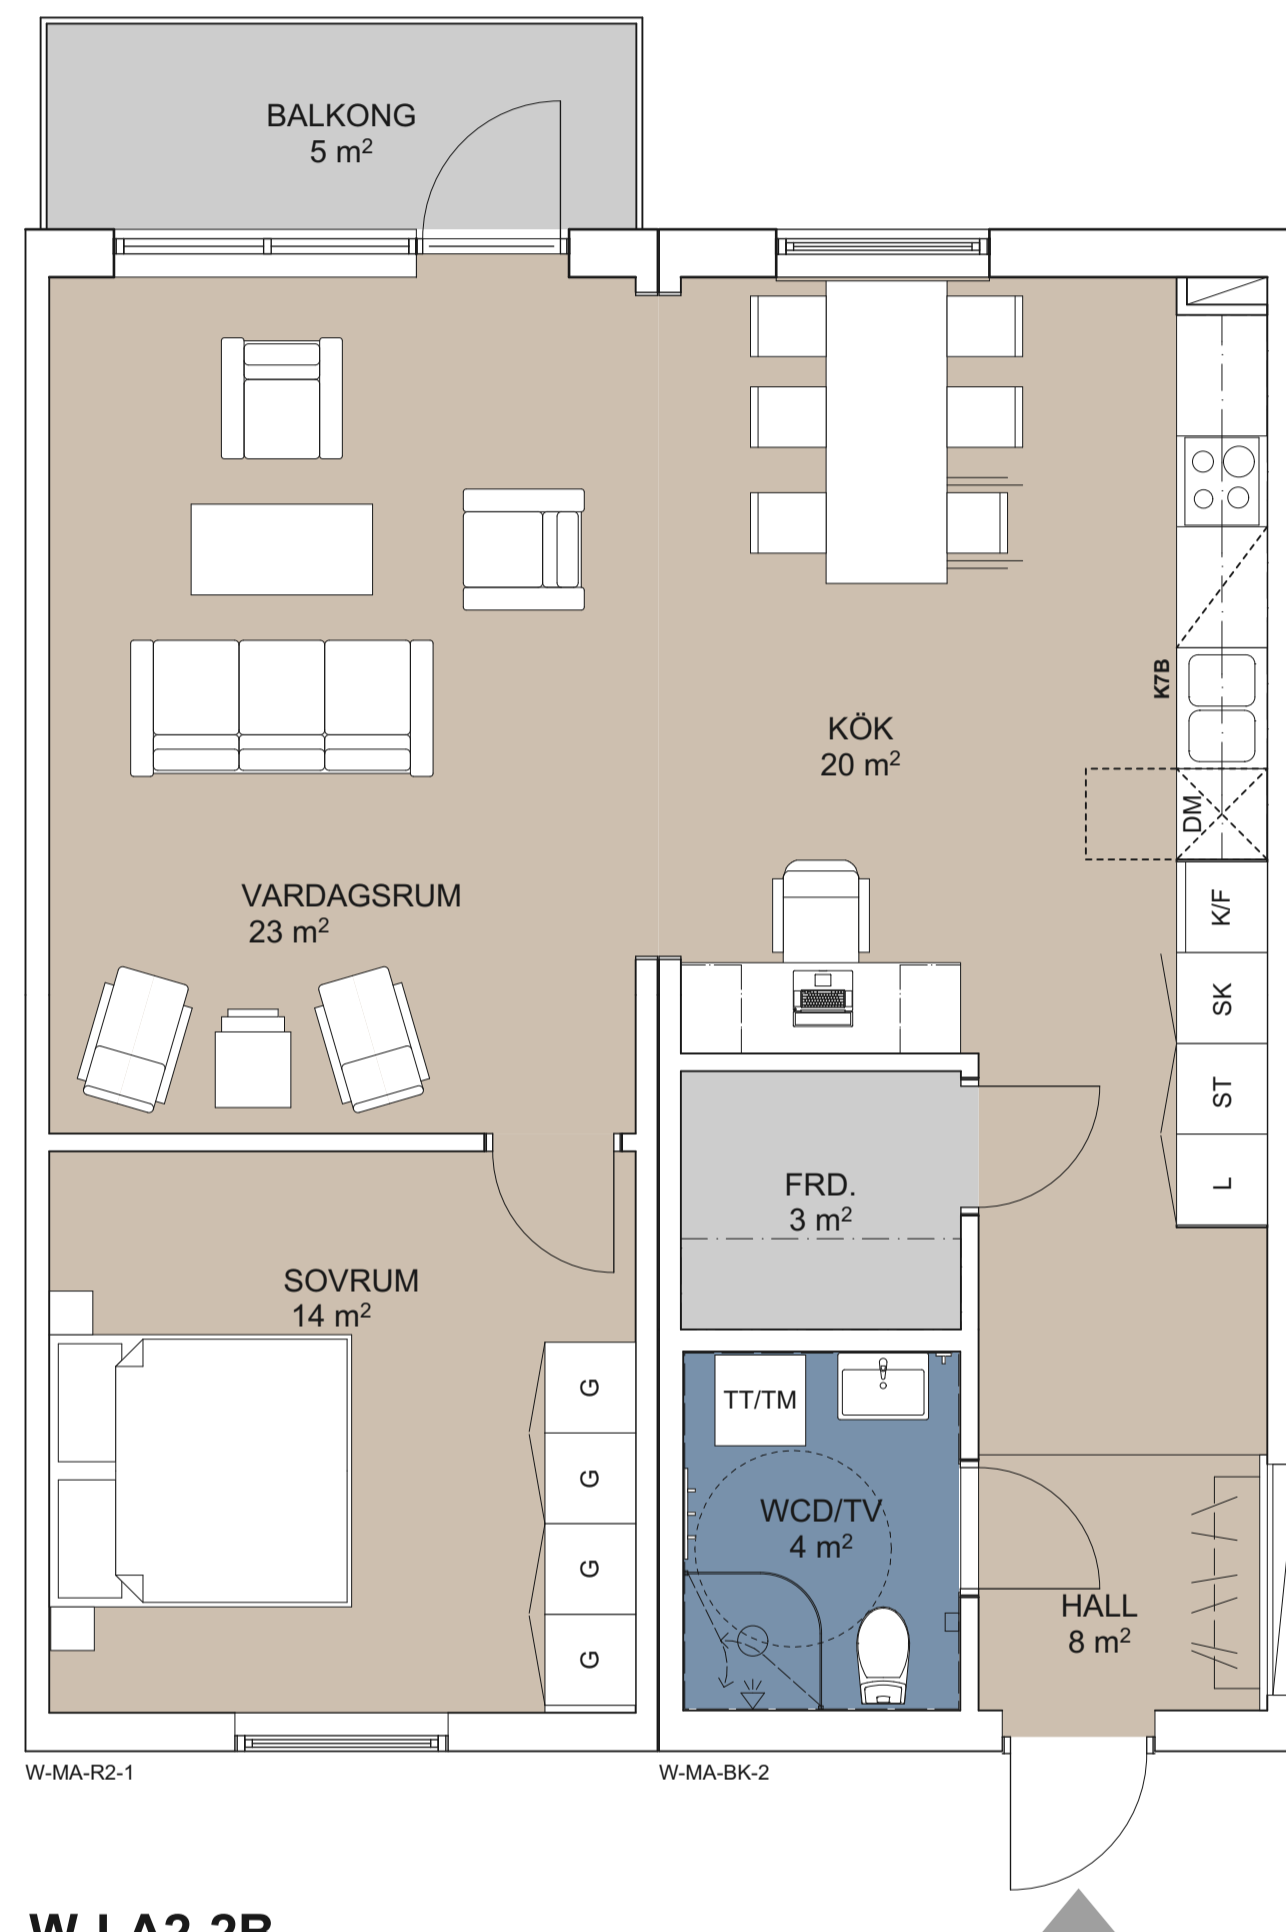 BALKONG
5 m²
KÖK
20 m²
K7B
DM
K/F
SK
ST
L
VARDAGSRUM
23 m²
FRD.
3 m²
SOVRUM
14 m²
G
G
G
G
TT/TM
WCD/TV
4 m²
HALL
8 m²
W-MA-R2-1
W-MA-BK-2